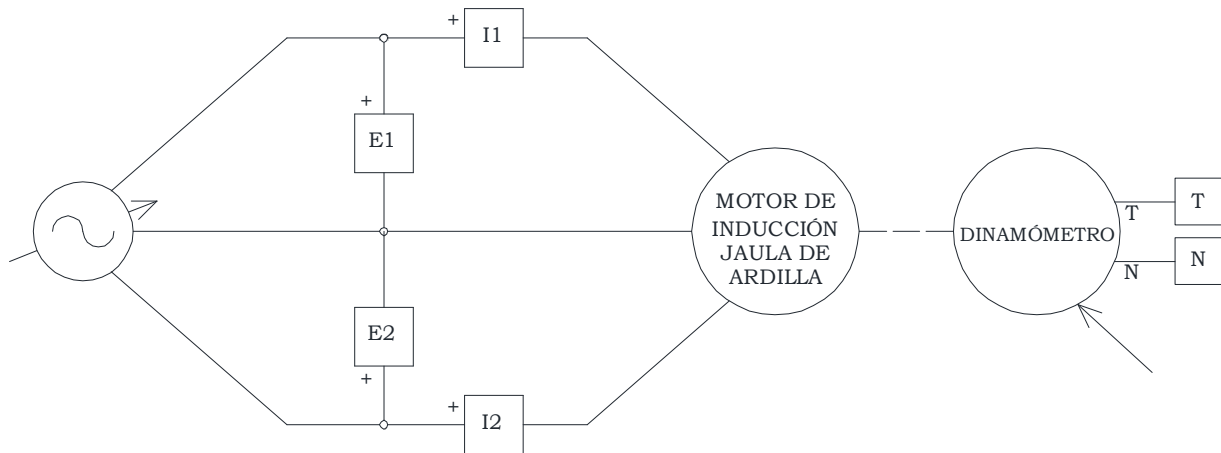 +
I1
+
E1
MOTOR DE
INDUCCIÓN
JAULA DE
ARDILLA
DINAMÓMETRO
T
T
N
N
E2
+
+
I2